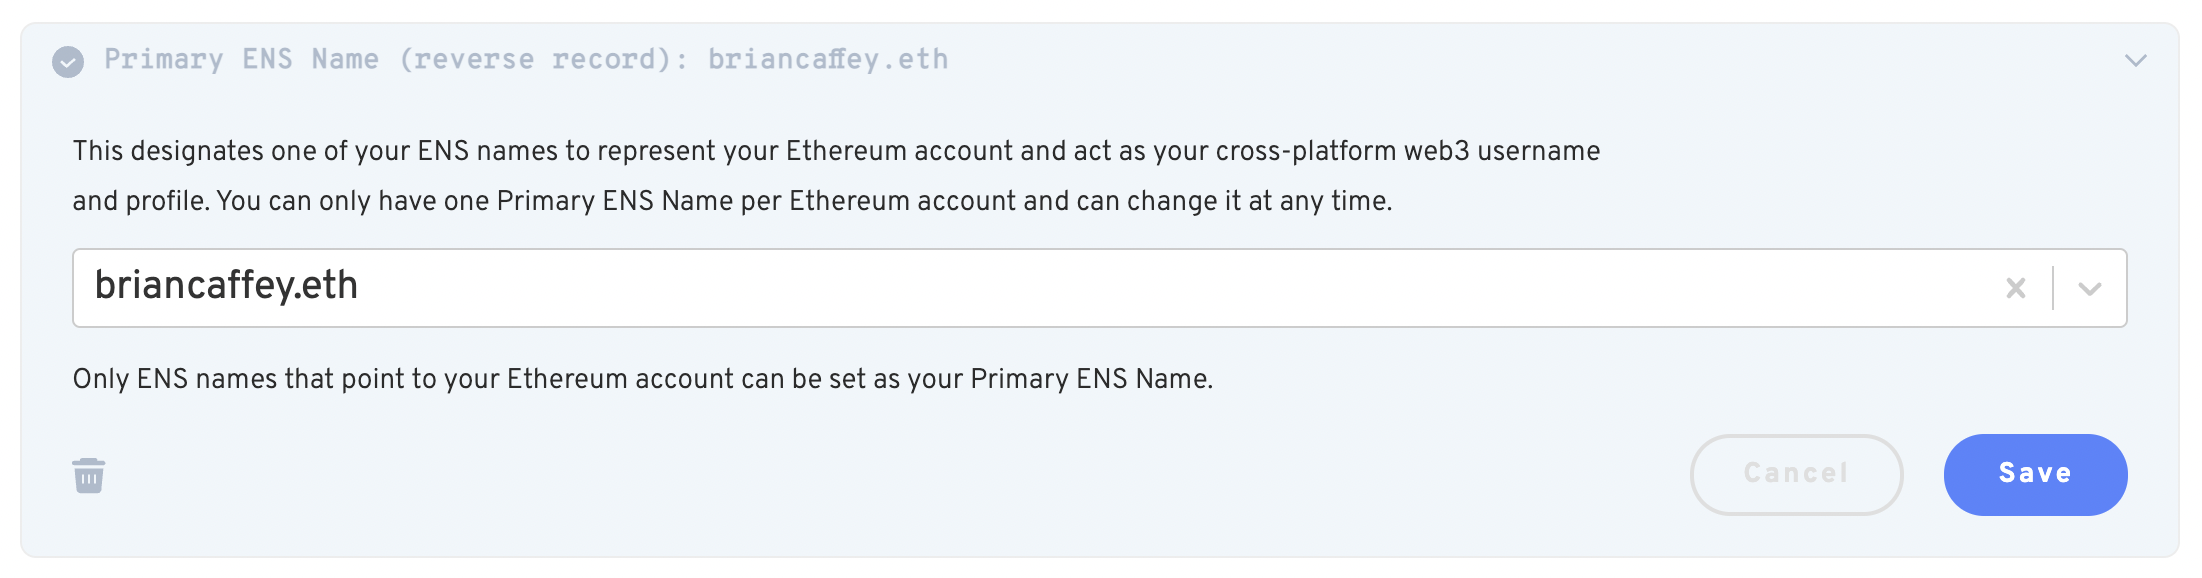 Primary ENS Name (reverse record): briancaffey.eth
This designates one of your ENS names to represent your Ethereum account and act as your cross-platform web3 username
and profile. You can only have one Primary ENS Name per Ethereum account and can change it at any time.
briancaffey.eth
Only ENS names that point to your Ethereum account can be set as your Primary ENS Name.
Cancel
Save